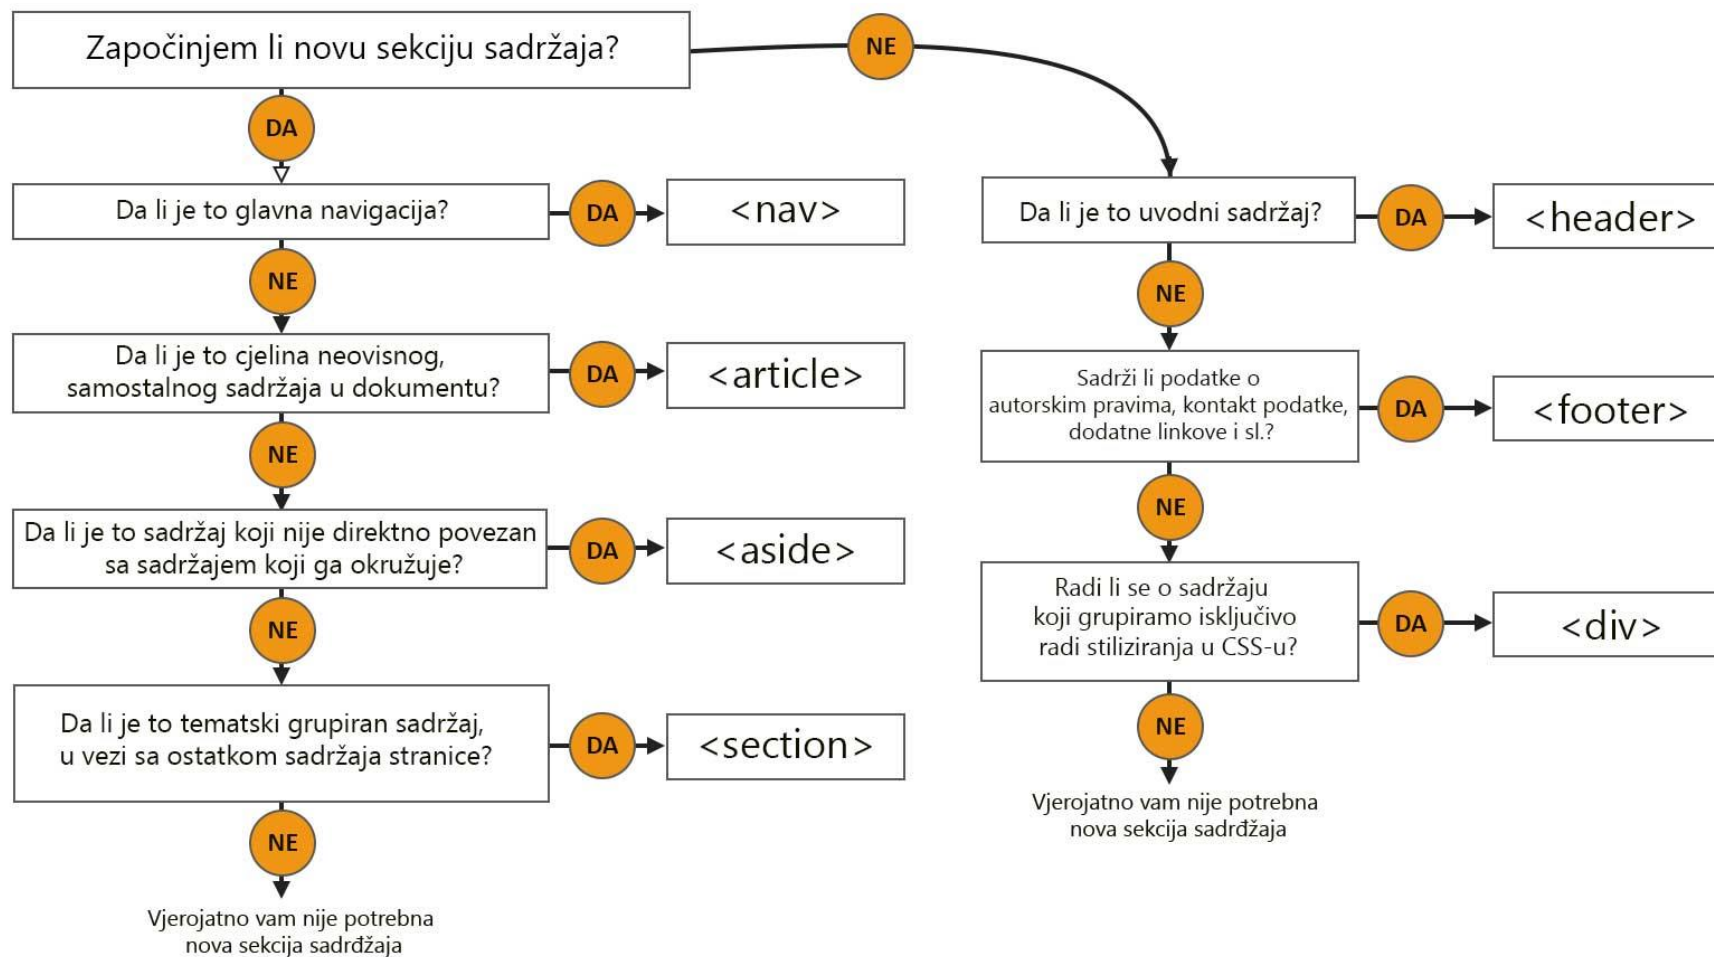 Započinjem li novu sekciju sadržaja?
NE
DA
Da li je to glavna navigacija?
DA
<nav>
NE
Da li je to cjelina neovisnog,
samostalnog sadržaja u dokumentu?
DA
<article>
NE
Da li je to sadržaj koji nije direktno povezan
sa sadržajem koji ga okružuje?
DA
<aside>
NE
Da li je to tematski grupiran sadržaj,
u vezi sa ostatkom sadržaja stranice?
DA
<section>
NE
Vjerojatno vam nije potrebna
nova sekcija sadrđžaja
Da li je to uvodni sadržaj?
DA
<header>
NE
Sadrži li podatke o
autorskim pravima, kontakt podatke,
dodatne linkove i sl.?
DA
<footer>
NE
Radi li se o sadržaju
koji grupiramo isključivo
radi stiliziranja u CSS-u?
DA
<div>
NE
Vjerojatno vam nije potrebna
nova sekcija sadrđžaja